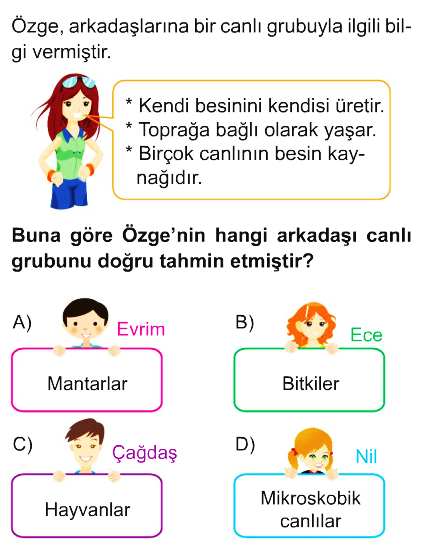 Özge, arkadaşlarına bir canlı grubuyla ilgili bil-
gi vermiştir.
* Kendi besinini kendisi üretir.
* Toprağa bağlı olarak yaşar.
* Birçok canlının besin kay-
nağıdır.
Buna göre Özge’nin hangi arkadaşı canlı
grubunu doğru tahmin etmiştir?
A) Evrim
Mantarlar
B) Ece
Bitkiler
C) Çağdaş
Hayvanlar
D) Nil
Mikroskobik
canlılar